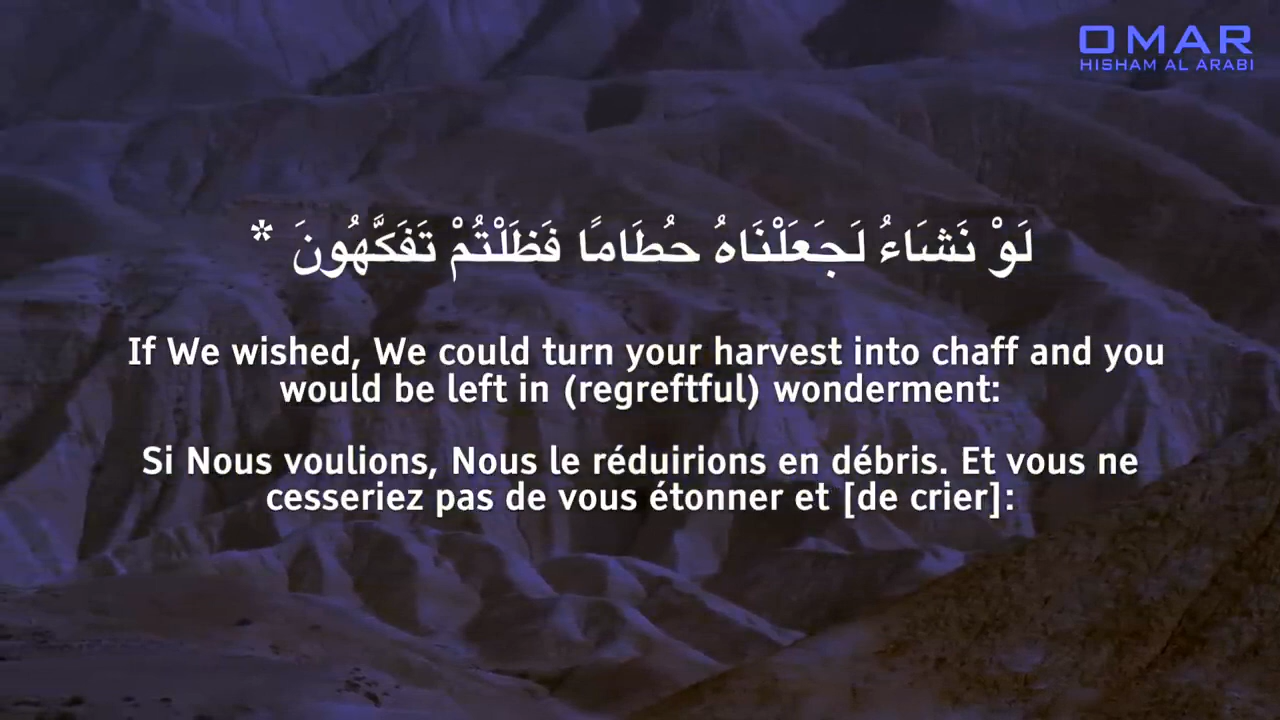 OMAR
HISHAM AL ARABI
لَوْ نَشَاءُ لَجَعَلْنَاهُ حُطَامًا فَظَلْتُمْ تَفَكَّهُونَ *
If We wished, We could turn your harvest into chaff and you
would be left in (regreftful) wonderment:
Si Nous voulions, Nous le réduirions en débris. Et vous ne
cesseriez pas de vous étonner et [de crier]: